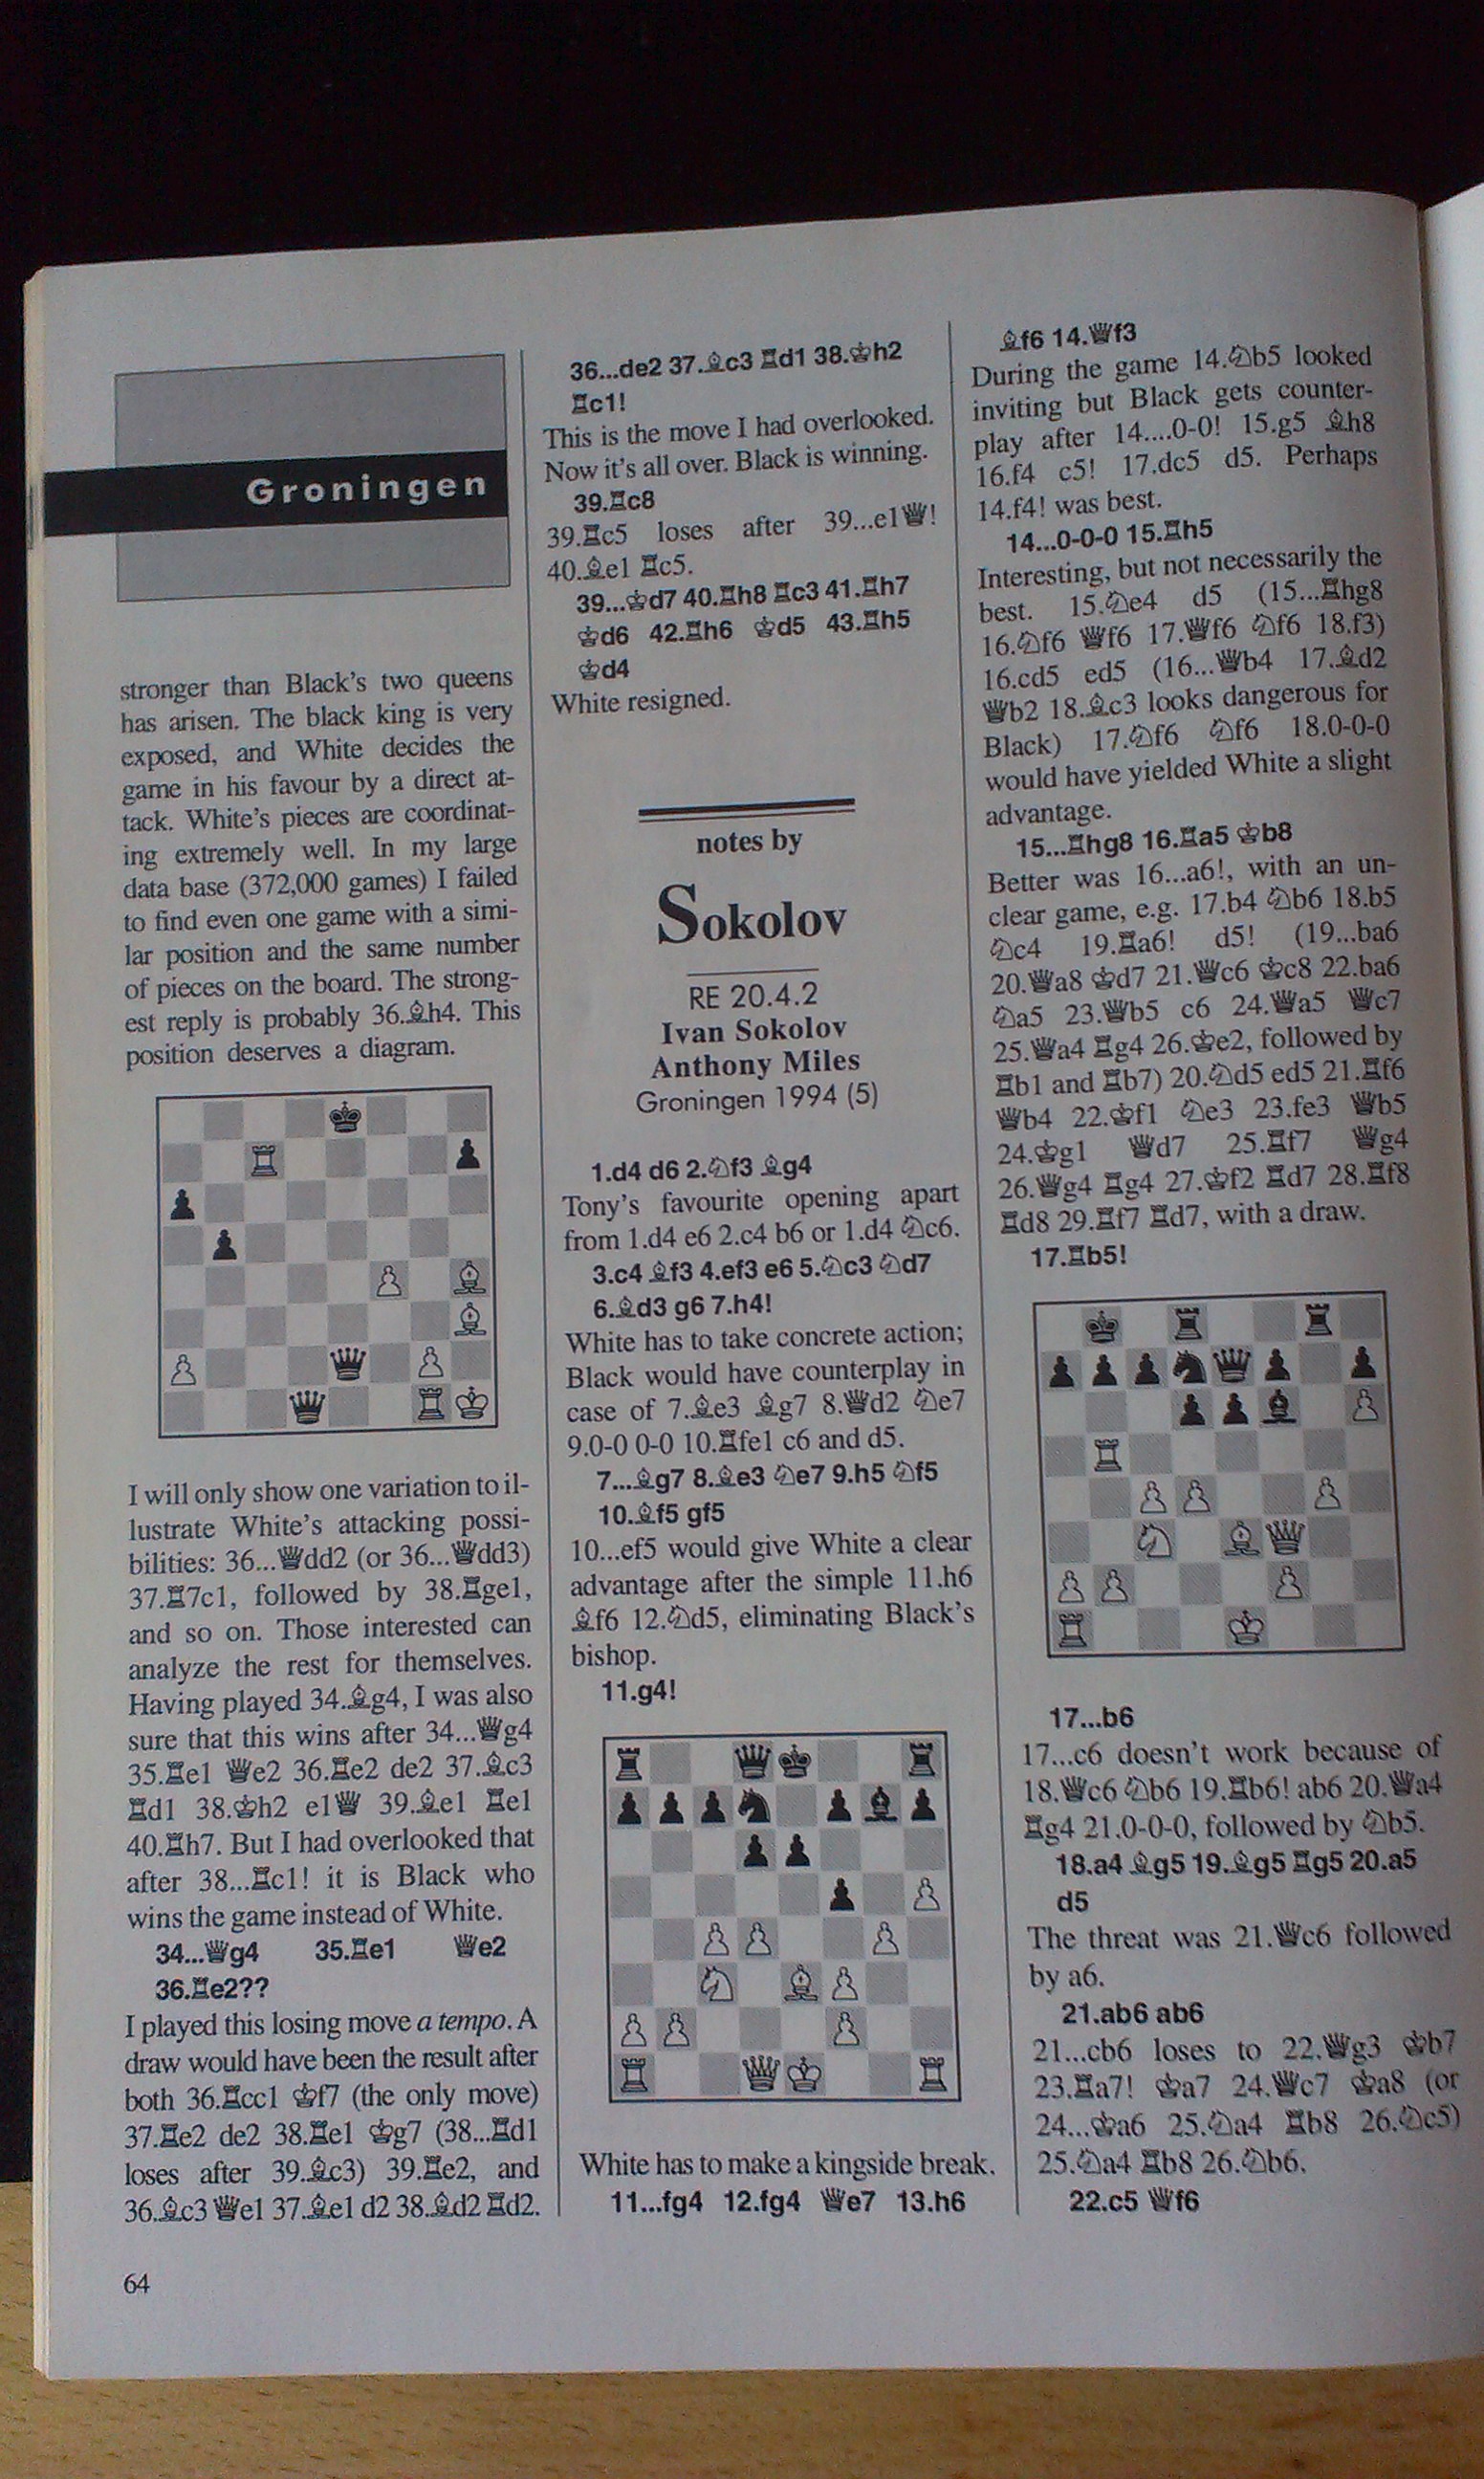 Groningen
stronger than Black's two queens
has arisen. The black king is very
exposed, and White decides the
game in his favour by a direct at-
tack. White's pieces are coordinat-
ing extremely well. In my large
data base (372,000 games) I failed
to find even one game with a simi-
lar position and the same number
of pieces on the board. The strong-
est reply is probably 36.♗h4. This
position deserves a diagram.
I will only show one variation to il-
lustrate White's attacking possi-
bilities: 36...♕dd2 (or 36...♕dd3)
37.♖7c1, followed by 38.♖ge1,
and so on. Those interested can
analyze the rest for themselves.
Having played 34.♗g4, I was also
sure that this wins after 34...♕g4
35.♖e1 ♕e2 36.♖e2 de2 37.♗c3
♖d1 38.♔h2 e1♕ 39.♗e1 ♖e1
40.♖h7. But I had overlooked that
after 38...♖c1! it is Black who
wins the game instead of White.
34...♕g4 35.♖e1 ♕e2
36.♖e2??
I played this losing move a tempo. A
draw would have been the result after
both 36.♖cc1 ♔f7 (the only move)
37.♖e2 de2 38.♖e1 ♔g7 (38...♖d1
loses after 39.♗c3) 39.♖e2, and
36.♗c3 ♕e1 37.♗e1 d2 38.♗d2 ♖d2.
64
36...de2 37.♗c3 ♖d1 38.♔h2
♖c1!
This is the move I had overlooked.
Now it's all over. Black is winning.
39.♖c8
39.♖c5 loses after 39...e1♕!
40.♗e1 ♖c5.
39...♔d7 40.♖h8 ♖c3 41.♖h7
♔d6 42.♖h6 ♔d5 43.♖h5
♔d4
White resigned.
notes by
Sokolov
RE 20.4.2
Ivan Sokolov
Anthony Miles
Groningen 1994 (5)
1.d4 d6 2.♘f3 ♗g4
Tony's favourite opening apart
from 1.d4 e6 2.c4 b6 or 1.d4 ♘c6.
3.c4 ♗f3 4.ef3 e6 5.♘c3 ♘d7
6.♗d3 g6 7.h4!
White has to take concrete action;
Black would have counterplay in
case of 7.♗e3 ♗g7 8.♕d2 ♘e7
9.0-0 0-0 10.♖fe1 c6 and d5.
7...♗g7 8.♗e3 ♘e7 9.h5 ♘f5
10.♗f5 gf5
10...ef5 would give White a clear
advantage after the simple 11.h6
♗f6 12.♘d5, eliminating Black's
bishop.
11.g4!
White has to make a kingside break.
11...fg4 12.fg4 ♕e7 13.h6
♗f6 14.♕f3
During the game 14.♘b5 looked
inviting but Black gets counter-
play after 14....0-0! 15.g5 ♗h8
16.f4 c5! 17.dc5 d5. Perhaps
14.f4! was best.
14...0-0-0 15.♖h5
Interesting, but not necessarily the
best. 15.♘e4 d5 (15...♖hg8
16.♘f6 ♕f6 17.♕f6 ♘f6 18.f3)
16.cd5 ed5 (16...♕b4 17.♗d2
♕b2 18.♗c3 looks dangerous for
Black) 17.♘f6 ♘f6 18.0-0-0
would have yielded White a slight
advantage.
15...♖hg8 16.♖a5 ♔b8
Better was 16...a6!, with an un-
clear game, e.g. 17.b4 ♘b6 18.b5
♘c4 19.♖a6! d5! (19...ba6
20.♕a8 ♔d7 21.♕c6 ♔c8 22.ba6
♘a5 23.♕b5 c6 24.♕a5 ♕c7
25.♕a4 ♖g4 26.♔e2, followed by
♖b1 and ♖b7) 20.♘d5 ed5 21.♖f6
♕b4 22.♔f1 ♘e3 23.fe3 ♕b5
24.♔g1 ♕d7 25.♖f7 ♕g4
26.♕g4 ♖g4 27.♔f2 ♖d7 28.♖f8
♖d8 29.♖f7 ♖d7, with a draw.
17.♖b5!
17...b6
17...c6 doesn't work because of
18.♕c6 ♘b6 19.♖b6! ab6 20.♕a4
♖g4 21.0-0-0, followed by ♘b5.
18.a4 ♗g5 19.♗g5 ♖g5 20.a5
d5
The threat was 21.♕c6 followed
by a6.
21.ab6 ab6
21...cb6 loses to 22.♕g3 ♔b7
23.♖a7! ♔a7 24.♕c7 ♔a8 (or
24...♔a6 25.♘a4 ♖b8 26.♘c5)
25.♘a4 ♖b8 26.♘b6.
22.c5 ♕f6